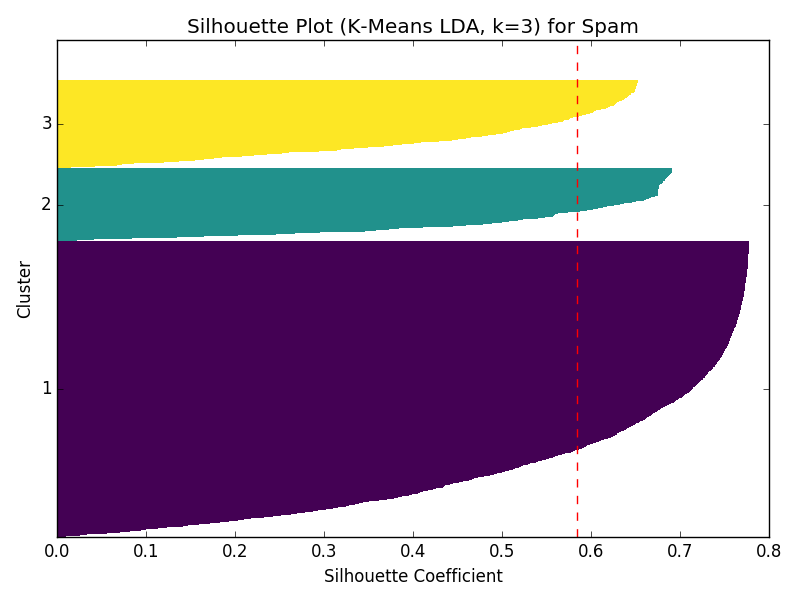 Silhouette Plot (K-Means LDA, k=3) for Spam
3
2
1
Cluster
0.0 0.1 0.2 0.3 0.4 0.5 0.6 0.7 0.8
Silhouette Coefficient